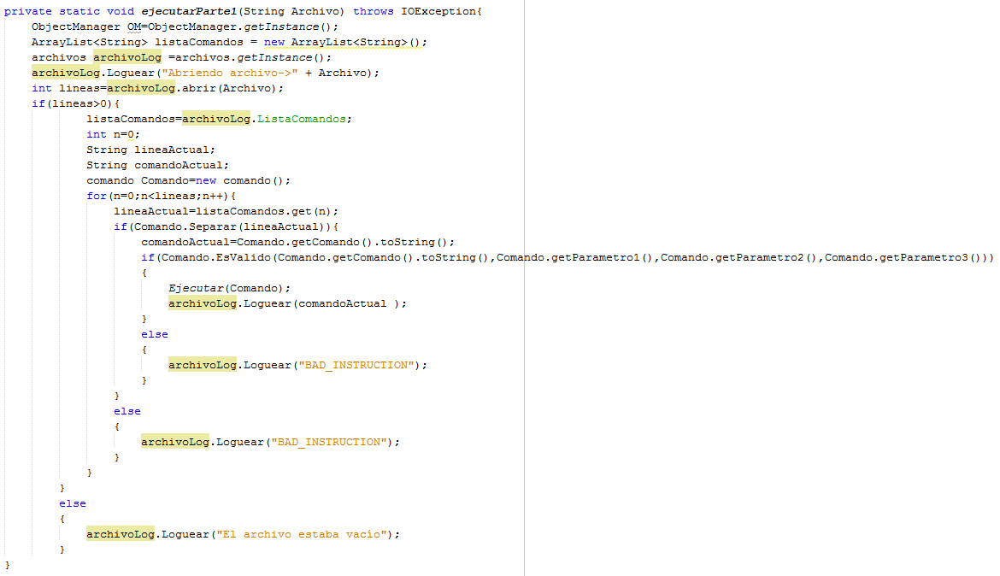 private static void ejecutarParte1(String Archivo) throws IOException{
    ObjectManager OM=ObjectManager.getInstance();
    ArrayList<String> listaComandos = new ArrayList<String>();
    archivos archivoLog =archivos.getInstance();
    archivoLog.Loguear("Abriendo archivo->" + Archivo);
    int lineas=archivoLog.abrir(Archivo);
    if(lineas>0){
            listaComandos=archivoLog.ListaComandos;
            int n=0;
            String lineaActual;
            String comandoActual;
            comando Comando=new comando();
            for(n=0;n<lineas;n++){
                lineaActual=listaComandos.get(n);
                if(Comando.Separar(lineaActual)){
                    comandoActual=Comando.getComando().toString();
                    if(Comando.EsValido(Comando.getComando().toString(),Comando.getParametro1(),Comando.getParametro2(),Comando.getParametro3()))
                    {
                        Ejecutar(Comando);
                        archivoLog.Loguear(comandoActual );
                    }
                    else
                    {
                        archivoLog.Loguear("BAD_INSTRUCTION");
                    }
                }
                else
                {
                    archivoLog.Loguear("BAD_INSTRUCTION");
                }
            }
        }
        else
        {
            archivoLog.Loguear("El archivo estaba vacío");
        }
}